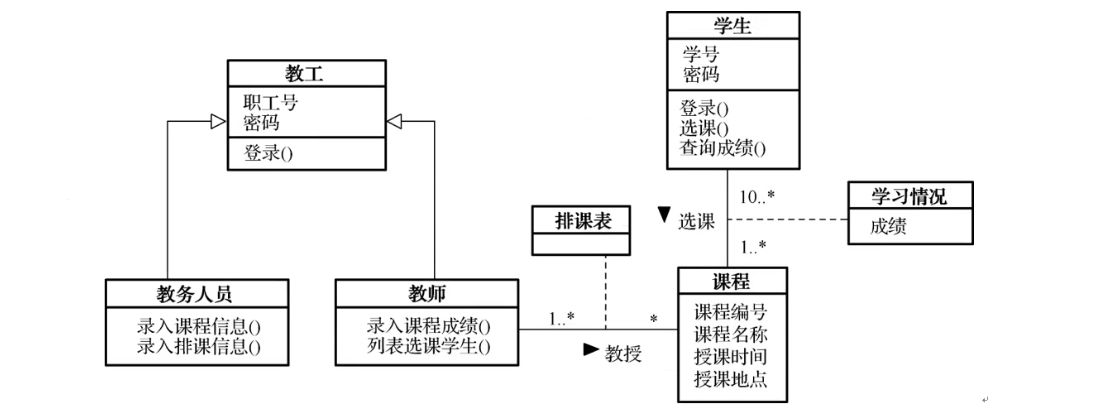 学生
学号
密码
登录()
选课()
查询成绩()
教工
职工号
密码
登录()
10..*
选课
1..*
学习情况
成绩
排课表
教务人员
录入课程信息()
录入排课信息()
教师
录入课程成绩()
列表选课学生()
1..*
*
教授
课程
课程编号
课程名称
授课时间
授课地点